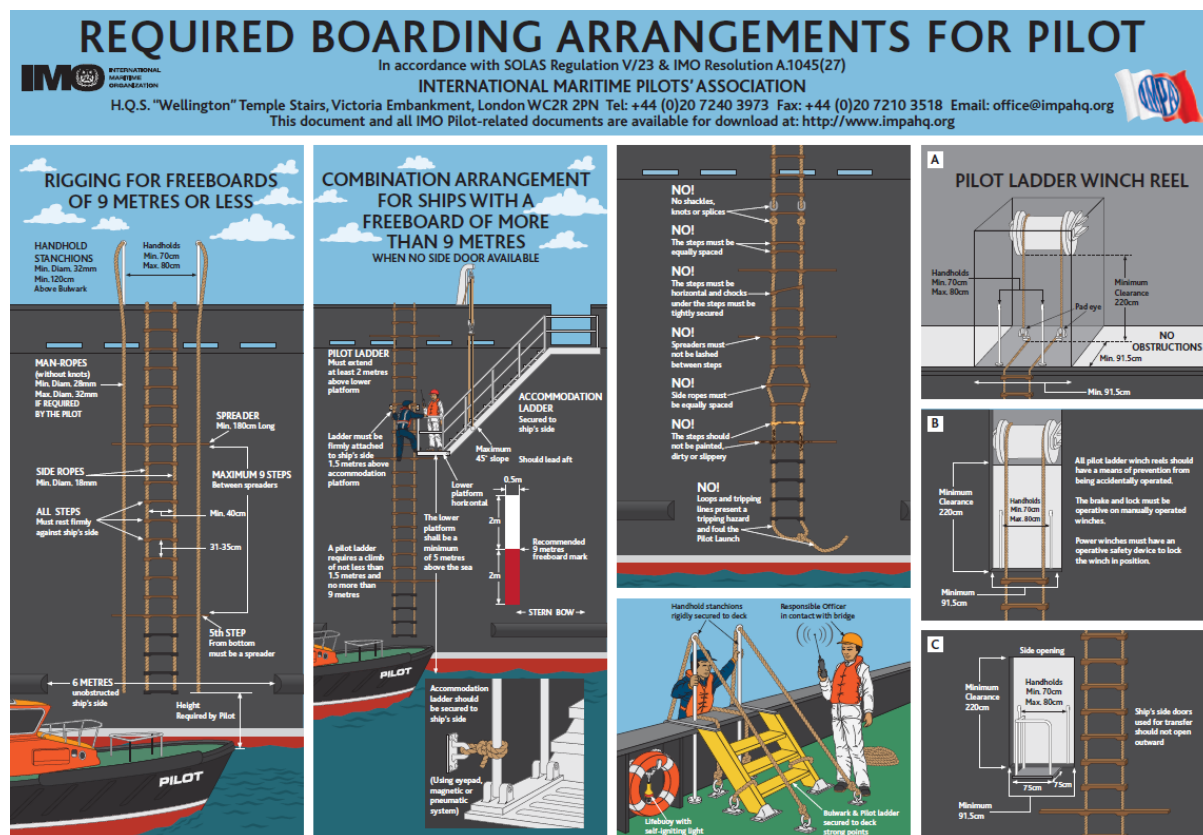 REQUIRED BOARDING ARRANGEMENTS FOR PILOT
In accordance with SOLAS Regulation V/23 & IMO Resolution A.1045(27)
IMO
INTERNATIONAL
MARITIME
ORGANIZATION
INTERNATIONAL MARITIME PILOTS' ASSOCIATION
H.Q.S. "Wellington" Temple Stairs, Victoria Embankment, London WC2R 2PN Tel: +44 (0)20 7240 3973 Fax: +44 (0)20 7210 3518 Email: office@impahq.org
This document and all IMO Pilot-related documents are available for download at: http://www.impahq.org
IMPA
RIGGING FOR FREEBOARDS
OF 9 METRES OR LESS
HANDHOLD
STANCHIONS
Min. Diam. 32mm
Min. 120cm
Above Bulwark
Handholds
Min. 70cm
Max. 80cm
MAN-ROPES
(without knots)
Min. Diam. 28mm
Max. Diam. 32mm
IF REQUIRED
BY THE PILOT
SPREADER
Min. 180cm Long
SIDE ROPES
Min. Diam. 18mm
MAXIMUM 9 STEPS
Between spreaders
ALL STEPS
Must rest firmly
against ship's side
Min. 40cm
31-35cm
5th STEP
From bottom
must be a spreader
6 METRES
unobstructed
ship's side
Height
Required by Pilot
PILOT
COMBINATION ARRANGEMENT
FOR SHIPS WITH A
FREEBOARD OF MORE
THAN 9 METRES
WHEN NO SIDE DOOR AVAILABLE
PILOT LADDER
Must extend
at least 2 metres
above lower
platform
Ladder must be
firmly attached
to ship's side
1.5 metres above
accommodation
platform
ACCOMMODATION
LADDER
Secured to
ship's side
Maximum
45° slope
Should lead aft
Lower
platform
horizontal
0.5m
2m
2m
Recommended
9 metres
freeboard mark
The lower
platform
shall be a
minimum
of 5 metres
above the sea
A pilot ladder
requires a climb
of not less than
1.5 metres and
no more than
9 metres
STERN BOW
PILOT
Accommodation
ladder should
be secured to
ship's side
(Using eyepad,
magnetic or
pneumatic
system)
NO!
No shackles,
knots or splices
NO!
The steps must be
equally spaced
NO!
The steps must be
horizontal and chocks
under the steps must be
tightly secured
NO!
Spreaders must
not be lashed
between steps
NO!
Side ropes must
be equally spaced
NO!
The steps should
not be painted,
dirty or slippery
NO!
Loops and tripping
lines present a
tripping hazard
and foul the
Pilot Launch
Handhold stanchions
rigidly secured to deck
Responsible Officer
in contact with bridge
Lifebuoy with
self-igniting light
Bulwark & Pilot ladder
secured to deck
strong points
A
PILOT LADDER WINCH REEL
Handholds
Min. 70cm
Max. 80cm
Minimum
Clearance
220cm
Pad eye
NO
OBSTRUCTIONS
Min. 91.5cm
Min. 91.5cm
B
Minimum
Clearance
220cm
Handholds
Min. 70cm
Max. 80cm
Minimum
91.5cm
All pilot ladder winch reels should
have a means of prevention from
being accidentally operated.
The brake and lock must be
operative on manually operated
winches.
Power winches must have an
operative safety device to lock
the winch in position.
C
Side opening
Minimum
Clearance
220cm
Handholds
Min. 70cm
Max. 80cm
75cm
75cm
Minimum
91.5cm
Ship's side doors
used for transfer
should not open
outward